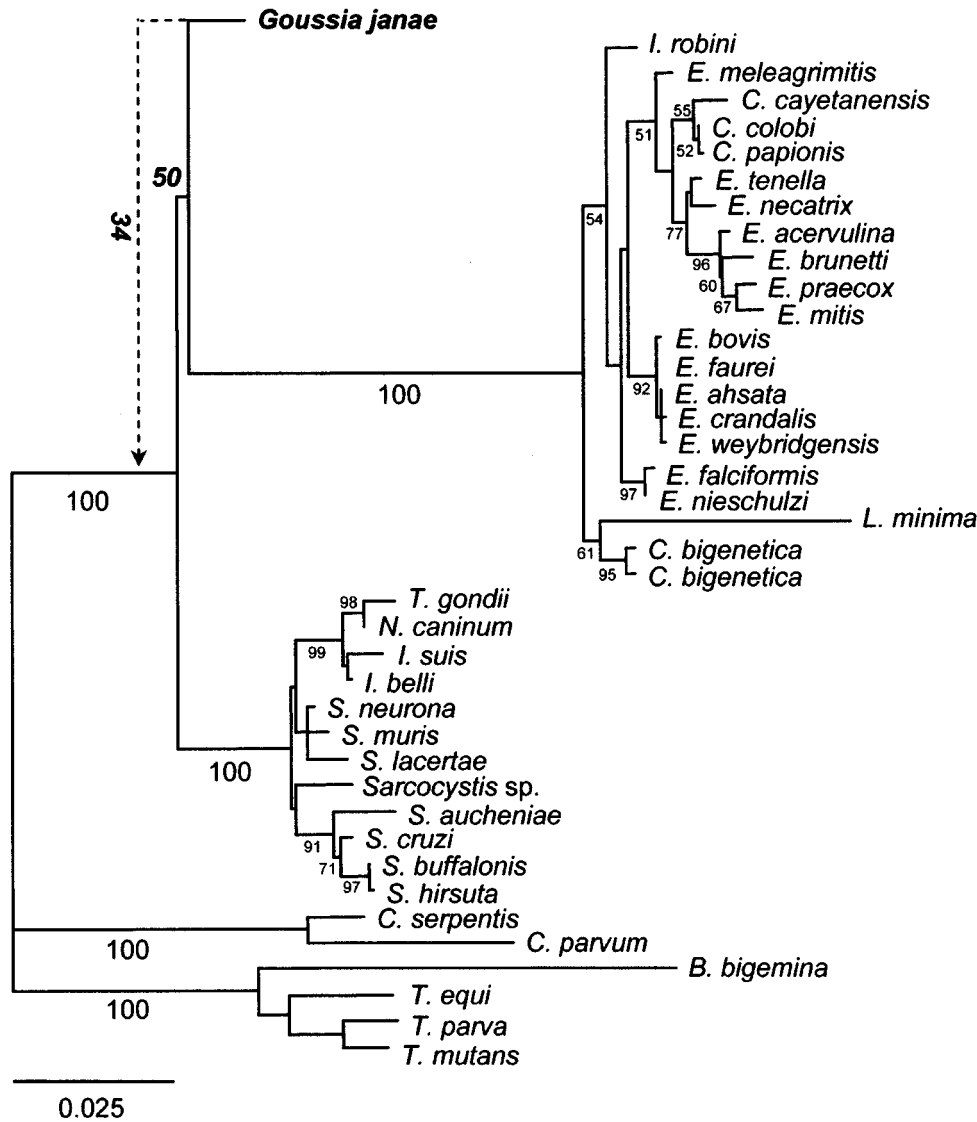 Goussia janae
I. robini
E. meleagrimitis
C. cayetanensis
55
C. colobi
51
52
C. papionis
E. tenella
50
E. necatrix
54
34
77
E. acervulina
96
E. brunetti
60
E. praecox
67
E. mitis
E. bovis
E. faurei
100
92
E. ahsata
E. crandalis
E. weybridgensis
E. falciformis
100
97
E. nieschulzi
L. minima
61
C. bigenetica
95
C. bigenetica
98
T. gondii
N. caninum
99
I. suis
I. belli
S. neurona
S. muris
100
S. lacertae
Sarcocystis sp.
S. aucheniae
91
S. cruzi
71
S. buffalonis
97
S. hirsuta
C. serpentis
100
C. parvum
B. bigemina
100
T. equi
T. parva
T. mutans
0.025